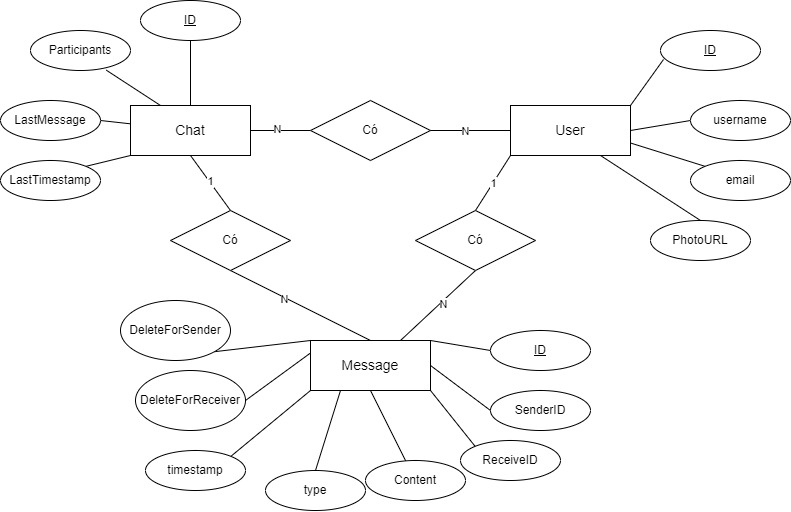 ID
Participants
ID
LastMessage
username
Chat
N
Có
N
User
LastTimestamp
email
1
1
Có
Có
PhotoURL
N
N
DeleteForSender
ID
Message
DeleteForReceiver
SenderID
timestamp
ReceiveID
type
Content